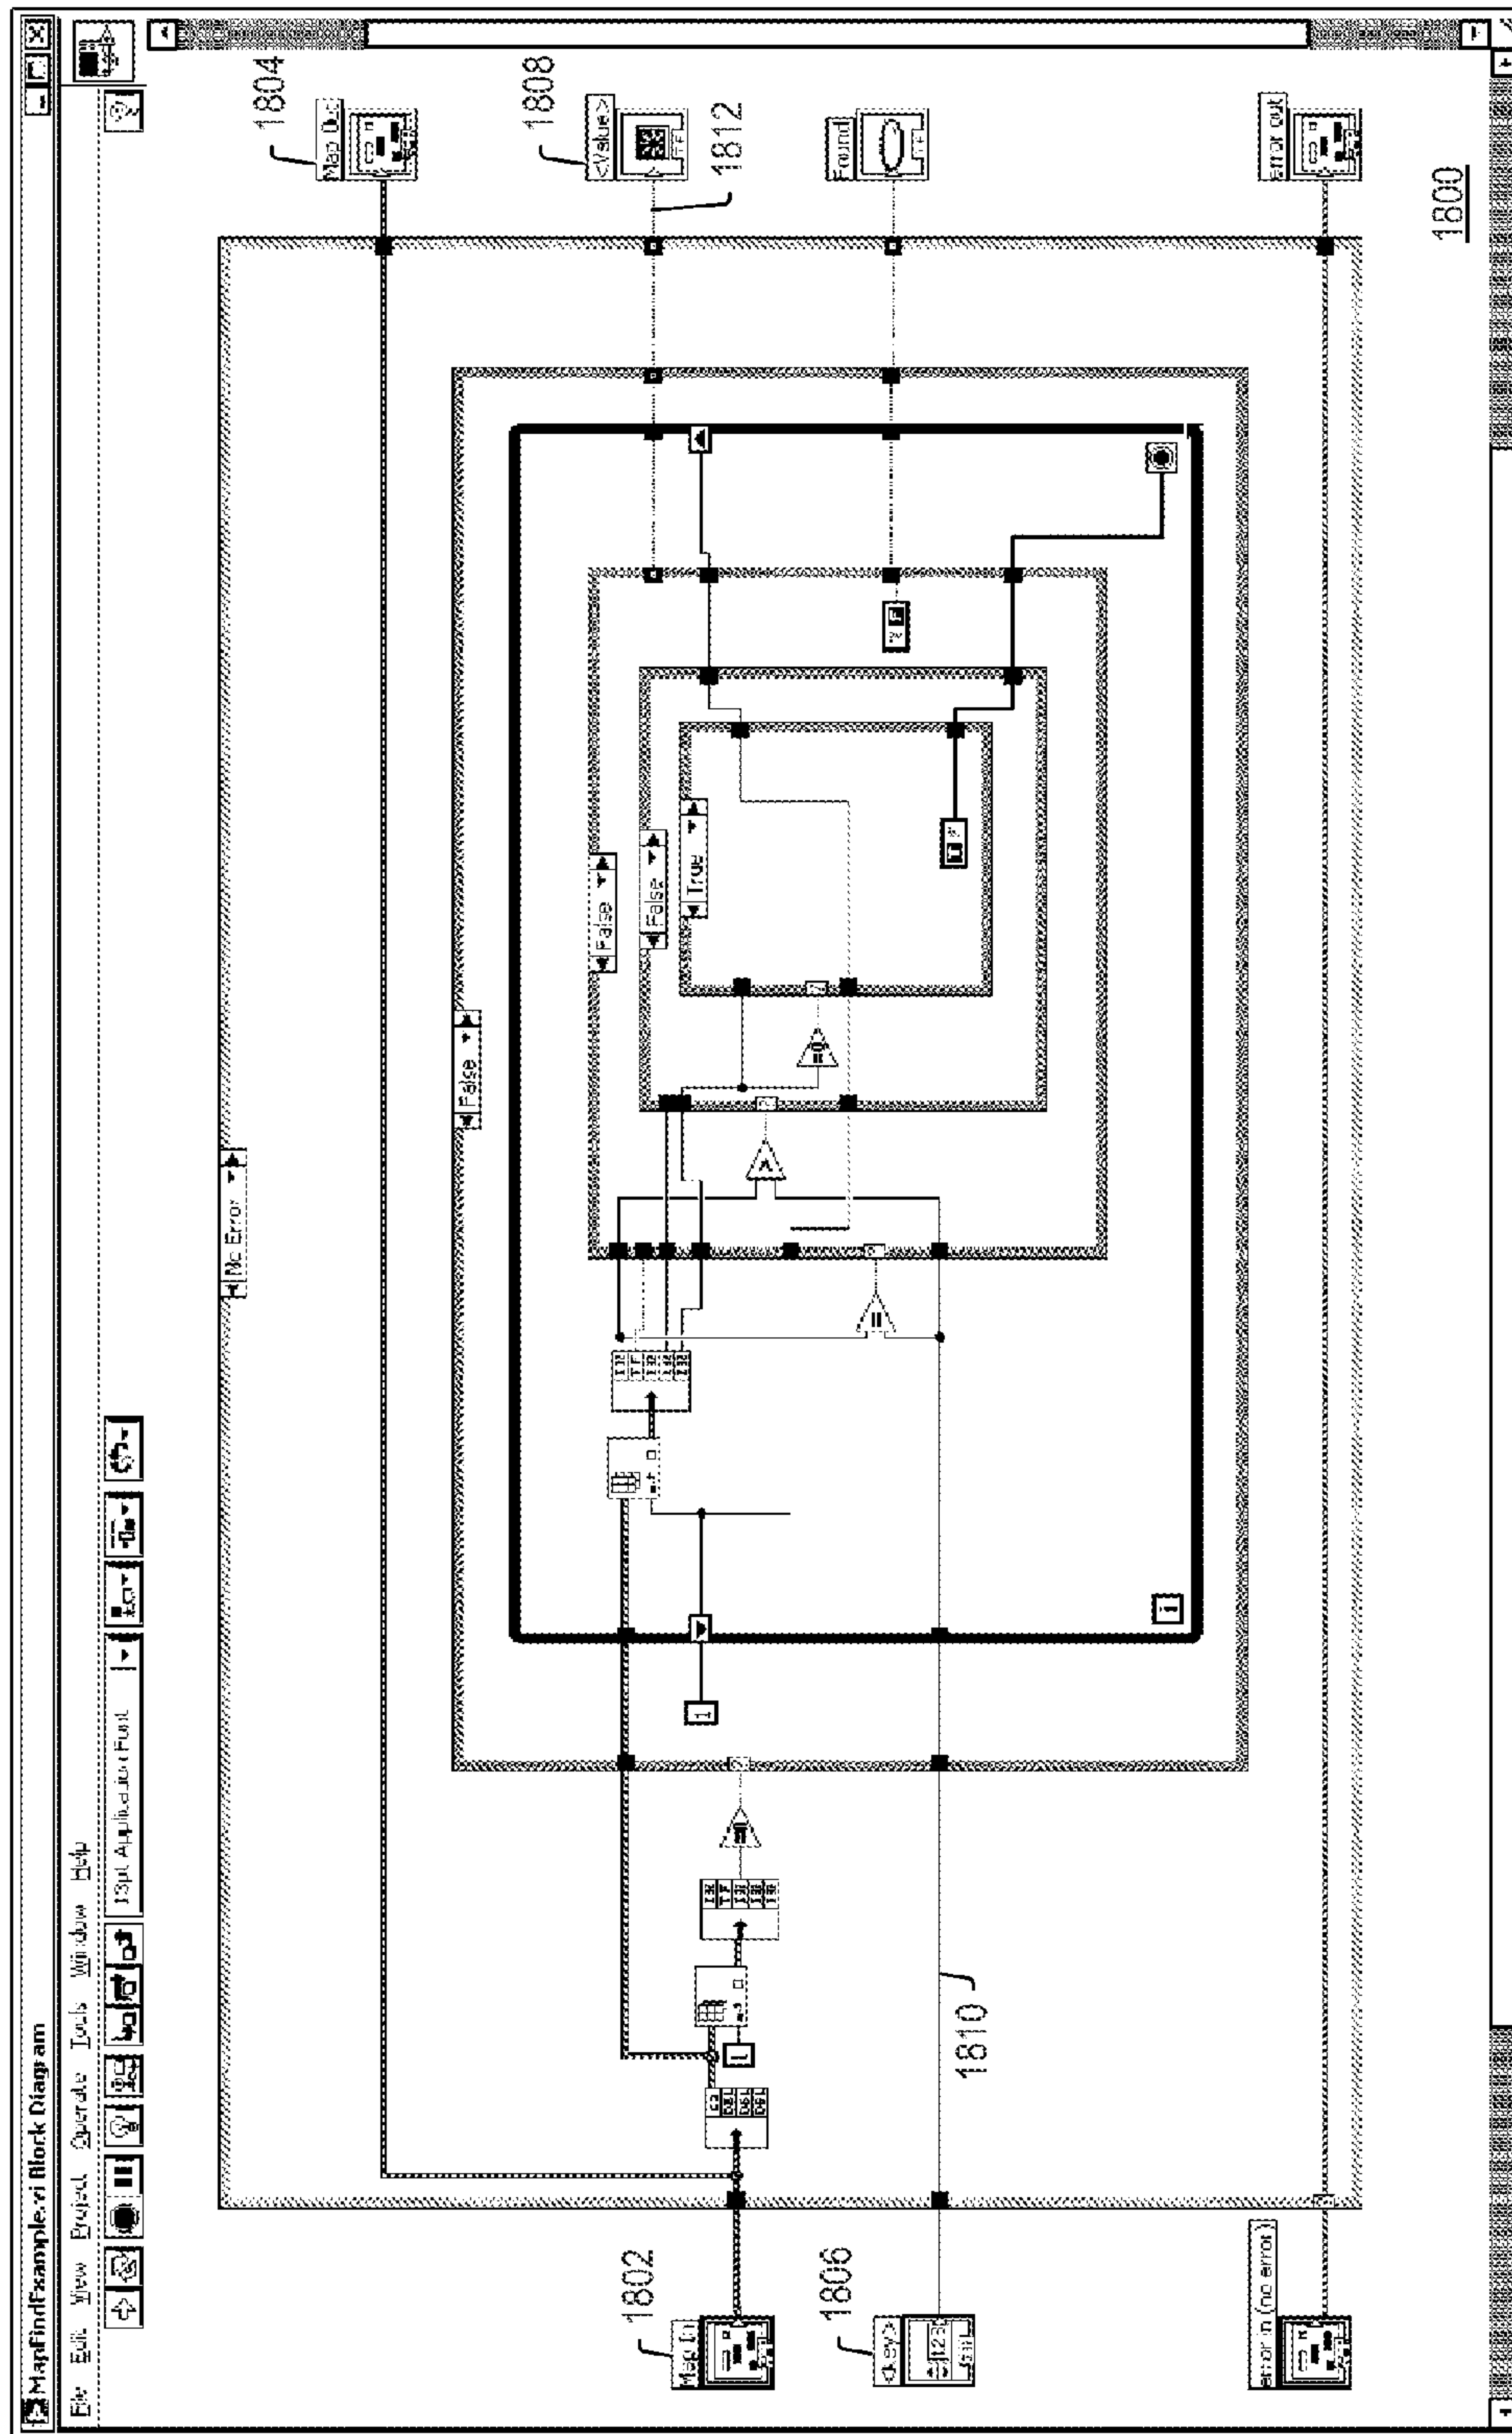 MapFindExample.vi Block Diagram
File Edit View Project Operate Tools Window Help
13pt Application Font
No Error
False
False
False
True
1802
Map In
1804
Map Out
1806
<key>
1808
<Value>
1812
Found
1810
error in (no error)
error out
1
1
i
1800